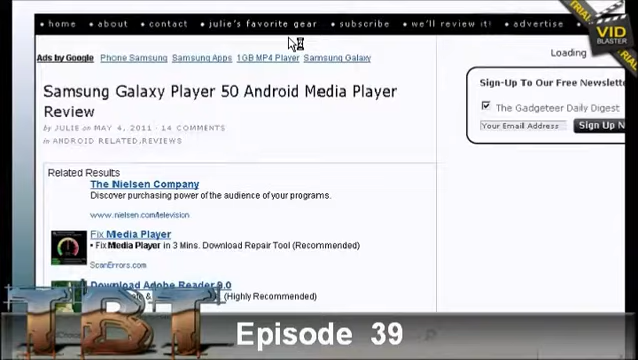 • home • about • contact • julie's favorite gear • subscribe • we'll review it! • advertise
TRIAL
VID
BLASTER
TRIAL
Loading
Ads by Google Phone Samsung Samsung Apps 1GB MP4 Player Samsung Galaxy
Samsung Galaxy Player 50 Android Media Player
Review
by JULIE on MAY 4, 2011 · 14 COMMENTS
in ANDROID RELATED,REVIEWS
Sign-Up To Our Free Newslette
The Gadgeteer Daily Digest
Your Email Address
Sign Up N
Related Results
The Nielsen Company
Discover purchasing power of the audience of your programs.
www.nielsen.com/television
Fix Media Player
• Fix Media Player in 3 Mins. Download Repair Tool (Recommended)
ScanErrors.com
Download Adobe Reader 9.0
(Highly Recommended)
TBT
Episode 39